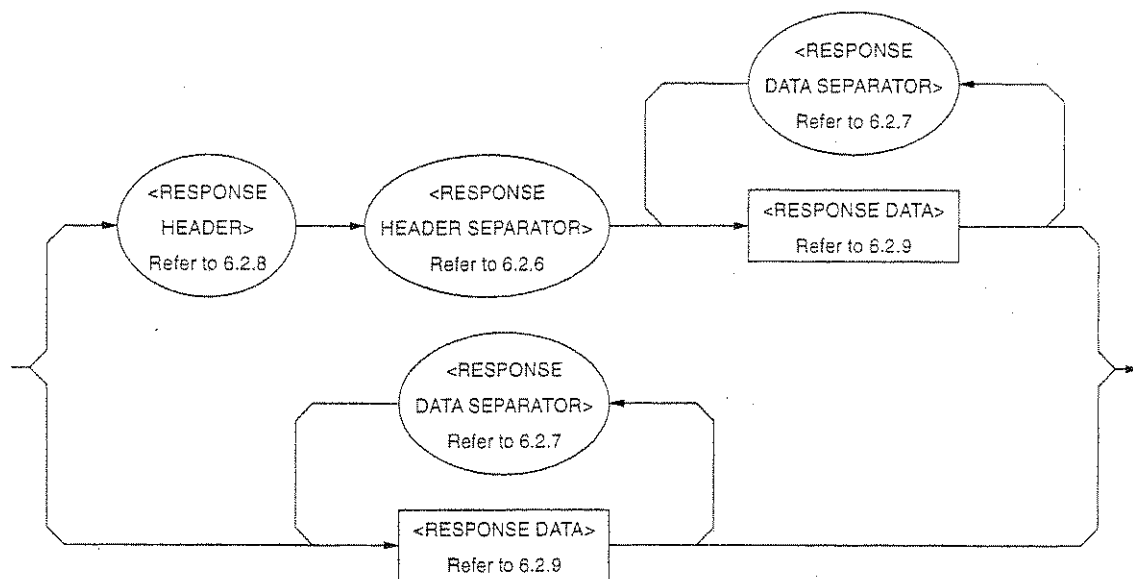 <RESPONSE
DATA SEPARATOR>
Refer to 6.2.7
<RESPONSE
HEADER>
Refer to 6.2.8
<RESPONSE
HEADER SEPARATOR>
Refer to 6.2.6
<RESPONSE DATA>
Refer to 6.2.9
<RESPONSE
DATA SEPARATOR>
Refer to 6.2.7
<RESPONSE DATA>
Refer to 6.2.9